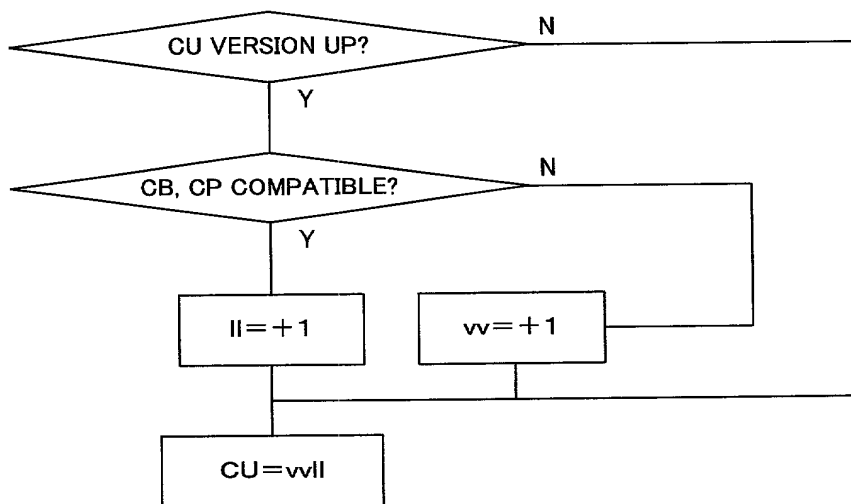 CU VERSION UP?
N
Y
CB, CP COMPATIBLE?
N
Y
ll=+1
vv=+1
CU=vvll